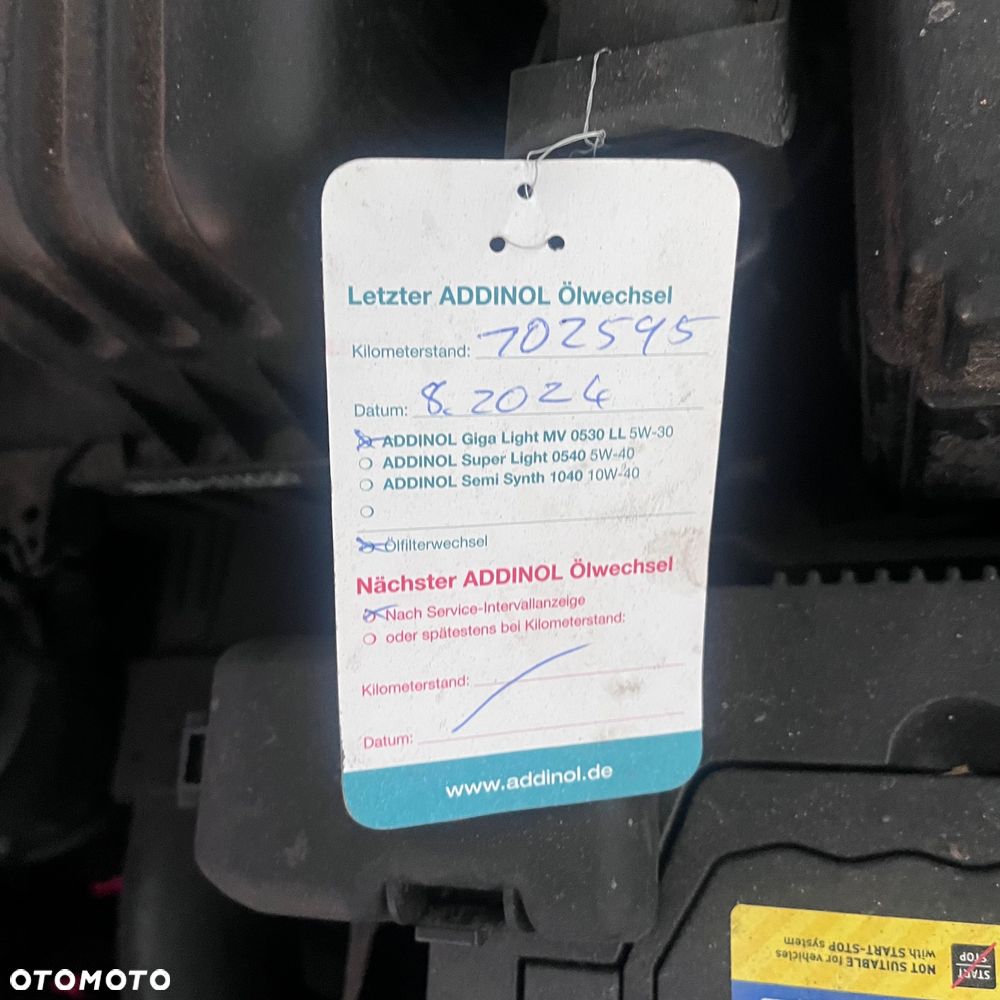 Letzter ADDINOL Ölwechsel
Kilometerstand: 102595
Datum: 8. 2024
ADDINOL Giga Light MV 0530 LL 5W-30
ADDINOL Super Light 0540 5W-40
ADDINOL Semi Synth 1040 10W-40
Ölfilterwechsel
Nächster ADDINOL Ölwechsel
Nach Service-Intervallanzeige
oder spätestens bei Kilometerstand:
Kilometerstand:
Datum:
www.addinol.de
START
STOP
NOT SUITABLE for vehicles
with START-STOP system
OTOMOTO